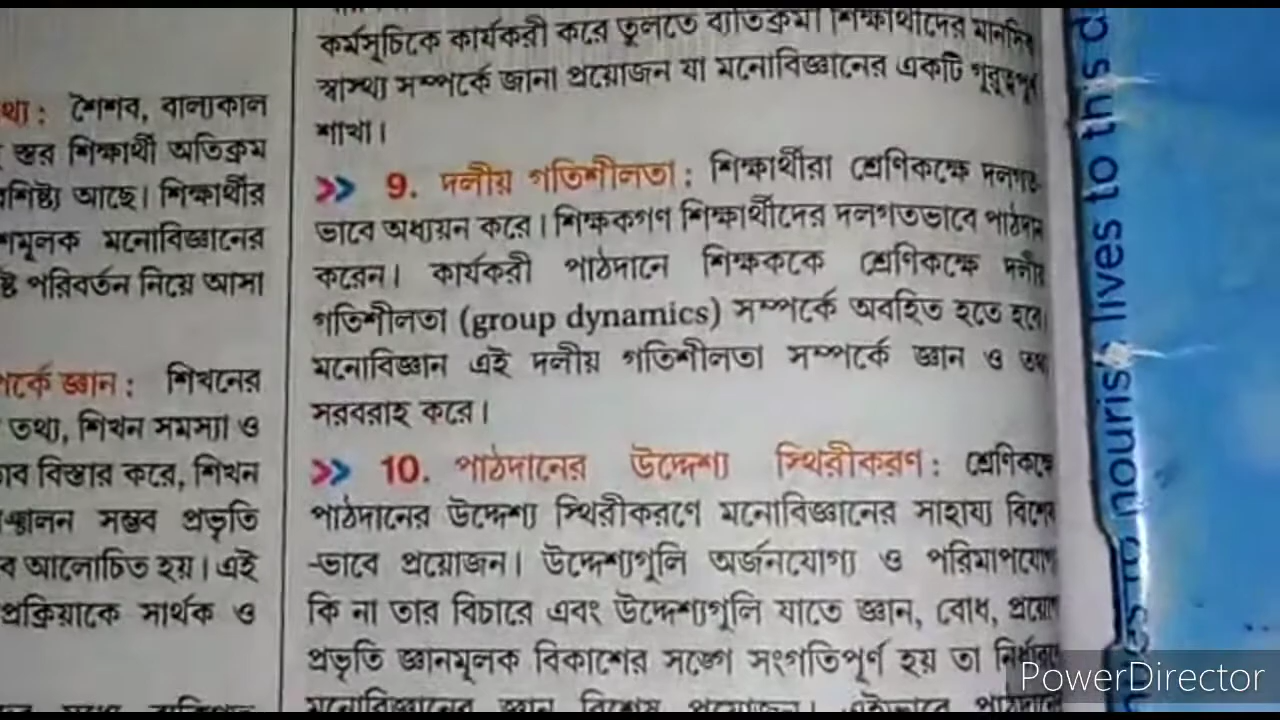 থ্য : শৈশব, বাল্যকাল
স্তর শিক্ষার্থী অতিক্রম
আছে। শিক্ষার্থীর
মনোবিজ্ঞানের
পরিবর্তন নিয়ে আসা
জ্ঞান : শিখনের
তথ্য, শিখন সমস্যা ও
বিস্তার করে, শিখন
সম্ভব প্রভৃতি
আলোচিত হয়। এই
প্রক্রিয়াকে সার্থক ও
কর্মসূচিকে কার্যকরী করে তুলতে ব্যতিক্রমী শিক্ষার্থীদের মানসিক
স্বাস্থ্য সম্পর্কে জানা প্রয়োজন যা মনোবিজ্ঞানের একটি গুরুত্বপূর্ণ
শাখা।
>> 9. দলীয় গতিশীলতা : শিক্ষার্থীরা শ্রেণিকক্ষে দলগত-
ভাবে অধ্যয়ন করে। শিক্ষকগণ শিক্ষার্থীদের দলগতভাবে পাঠদান
করেন। কার্যকরী পাঠদানে শিক্ষককে শ্রেণিকক্ষে দলীয়
গতিশীলতা (group dynamics) সম্পর্কে অবহিত হতে হবে।
মনোবিজ্ঞান এই দলীয় গতিশীলতা সম্পর্কে জ্ঞান ও তথ্য
সরবরাহ করে।
>> 10. পাঠদানের উদ্দেশ্য স্থিরীকরণ : শ্রেণিকক্ষে
পাঠদানের উদ্দেশ্য স্থিরীকরণে মনোবিজ্ঞানের সাহায্য বিশেষ
-ভাবে প্রয়োজন। উদ্দেশ্যগুলি অর্জনযোগ্য ও পরিমাপযোগ্য
কি না তার বিচারে এবং উদ্দেশ্যগুলি যাতে জ্ঞান, বোধ, প্রয়োগ
প্রভৃতি জ্ঞানমূলক বিকাশের সঙ্গে সংগতিপূর্ণ হয় তা নির্ধারণে
মনোবিজ্ঞানের জ্ঞান বিশেষ প্রয়োজন। এইভাবে পাঠদানের
lives to this
PowerDirector